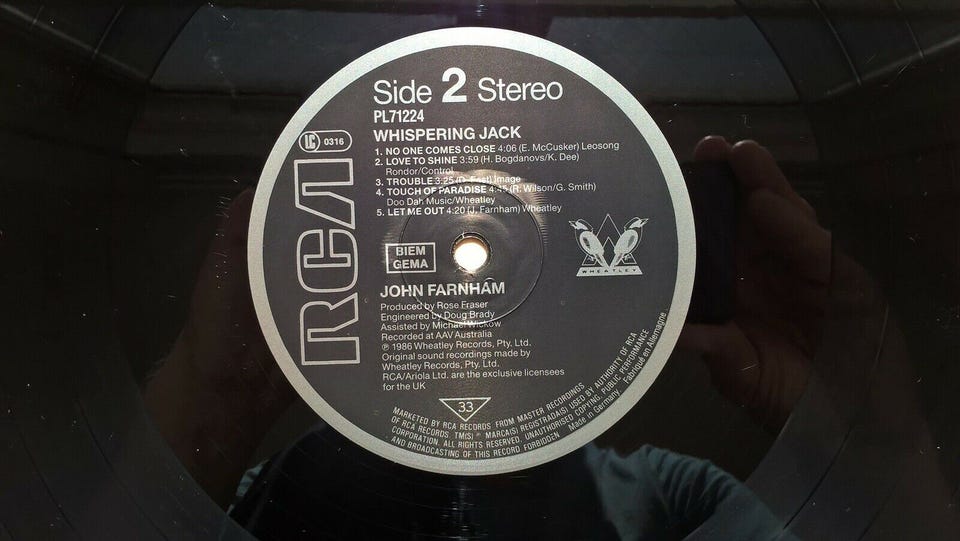 Side 2 Stereo
PL71224
WHISPERING JACK
LC 0316
1. NO ONE COMES CLOSE 4:06 (E. McCusker) Leosong
2. LOVE TO SHINE 3:59 (H. Bogdanovs/K. Dee)
Rondor/Control
3. TROUBLE 3:25 (D. East) Image
4. TOUCH OF PARADISE 4:45 (R. Wilson/G. Smith)
Doo Dah Music/Wheatley
5. LET ME OUT 4:20 (J. Farnham) Wheatley
RCA
BIEM
GEMA
WHEATLEY
JOHN FARNHAM
Produced by Rose Fraser
Engineered by Doug Brady
Assisted by Michael Wickow
Recorded at AAV Australia
℗ 1986 Wheatley Records, Pty. Ltd.
Original sound recordings made by
Wheatley Records, Pty. Ltd.
RCA/Ariola Ltd. are the exclusive licensees
for the UK
33
MARKETED BY RCA RECORDS FROM MASTER RECORDINGS
OF RCA RECORDS. TM(S) ® MARCA(S) REGISTRADA(S) USED BY AUTHORITY OF RCA
CORPORATION. ALL RIGHTS RESERVED. UNAUTHORISED COPYING, PUBLIC PERFORMANCE
AND BROADCASTING OF THIS RECORD FORBIDDEN
Made in Germany. Fabriqué en Allemagne